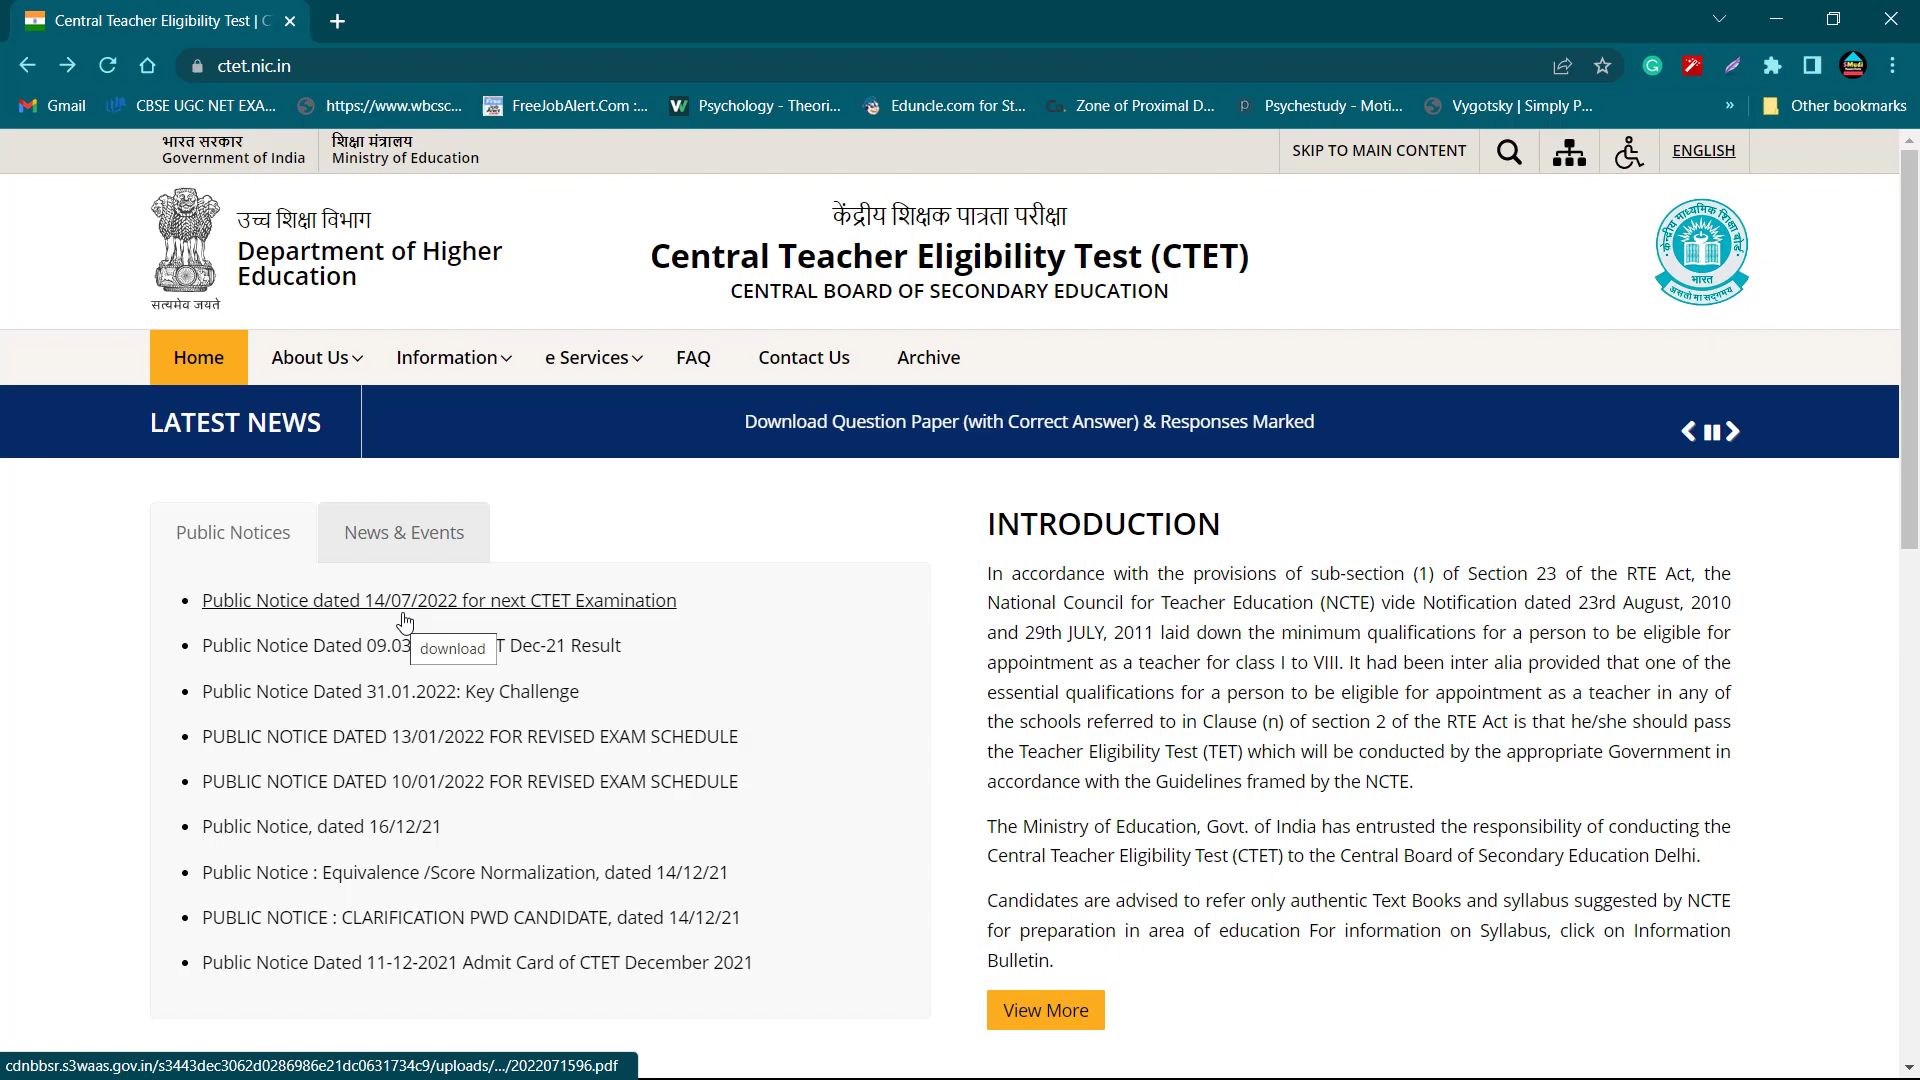 Central Teacher Eligibility Test | C
ctet.nic.in
Gmail
CBSE UGC NET EXA...
https://www.wbcsc...
FreeJobAlert.Com :...
Psychology - Theori...
Eduncle.com for St...
Zone of Proximal D...
Psychestudy - Moti...
Vygotsky | Simply P...
»
Other bookmarks
भारत सरकार
Government of India
शिक्षा मंत्रालय
Ministry of Education
SKIP TO MAIN CONTENT
ENGLISH
सत्यमेव जयते
उच्च शिक्षा विभाग
Department of Higher
Education
केंद्रीय शिक्षक पात्रता परीक्षा
Central Teacher Eligibility Test (CTET)
CENTRAL BOARD OF SECONDARY EDUCATION
केन्द्रीय माध्यमिक शिक्षा बोर्ड
भारत
असतो मा सद्गमय
Home
About Us
Information
e Services
FAQ
Contact Us
Archive
LATEST NEWS
Download Question Paper (with Correct Answer) & Responses Marked
Public Notices
News & Events
Public Notice dated 14/07/2022 for next CTET Examination
Public Notice Dated 09.03 T Dec-21 Result
download
Public Notice Dated 31.01.2022: Key Challenge
PUBLIC NOTICE DATED 13/01/2022 FOR REVISED EXAM SCHEDULE
PUBLIC NOTICE DATED 10/01/2022 FOR REVISED EXAM SCHEDULE
Public Notice, dated 16/12/21
Public Notice : Equivalence /Score Normalization, dated 14/12/21
PUBLIC NOTICE : CLARIFICATION PWD CANDIDATE, dated 14/12/21
Public Notice Dated 11-12-2021 Admit Card of CTET December 2021
INTRODUCTION
In accordance with the provisions of sub-section (1) of Section 23 of the RTE Act, the
National Council for Teacher Education (NCTE) vide Notification dated 23rd August, 2010
and 29th JULY, 2011 laid down the minimum qualifications for a person to be eligible for
appointment as a teacher for class I to VIII. It had been inter alia provided that one of the
essential qualifications for a person to be eligible for appointment as a teacher in any of
the schools referred to in Clause (n) of section 2 of the RTE Act is that he/she should pass
the Teacher Eligibility Test (TET) which will be conducted by the appropriate Government in
accordance with the Guidelines framed by the NCTE.
The Ministry of Education, Govt. of India has entrusted the responsibility of conducting the
Central Teacher Eligibility Test (CTET) to the Central Board of Secondary Education Delhi.
Candidates are advised to refer only authentic Text Books and syllabus suggested by NCTE
for preparation in area of education For information on Syllabus, click on Information
Bulletin.
View More
cdnbbsr.s3waas.gov.in/s3443dec3062d0286986e21dc0631734c9/uploads/.../2022071596.pdf